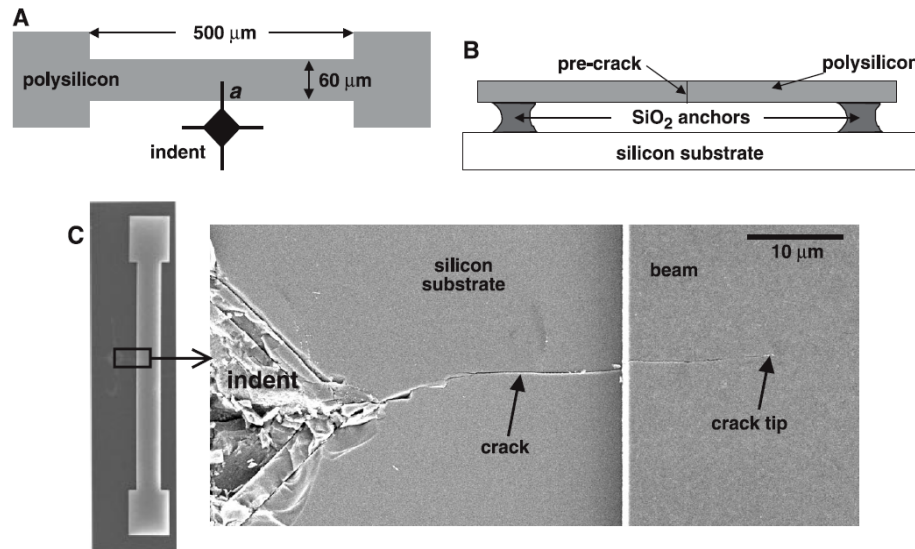 A
500 µm
polysilicon
60 µm
a
indent
B
pre-crack
polysilicon
SiO₂ anchors
silicon substrate
C
silicon
substrate
beam
10 µm
indent
crack
crack tip